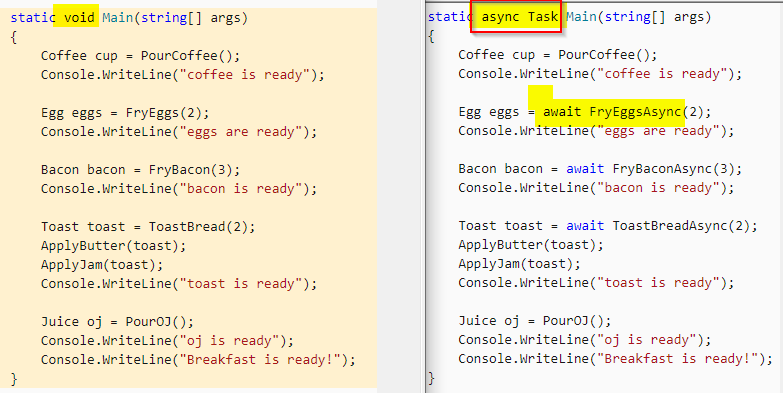 static void Main(string[] args)
{
    Coffee cup = PourCoffee();
    Console.WriteLine("coffee is ready");

    Egg eggs = FryEggs(2);
    Console.WriteLine("eggs are ready");

    Bacon bacon = FryBacon(3);
    Console.WriteLine("bacon is ready");

    Toast toast = ToastBread(2);
    ApplyButter(toast);
    ApplyJam(toast);
    Console.WriteLine("toast is ready");

    Juice oj = PourOJ();
    Console.WriteLine("oj is ready");
    Console.WriteLine("Breakfast is ready!");
}
static async Task Main(string[] args)
{
    Coffee cup = PourCoffee();
    Console.WriteLine("coffee is ready");

    Egg eggs = await FryEggsAsync(2);
    Console.WriteLine("eggs are ready");

    Bacon bacon = await FryBaconAsync(3);
    Console.WriteLine("bacon is ready");

    Toast toast = await ToastBreadAsync(2);
    ApplyButter(toast);
    ApplyJam(toast);
    Console.WriteLine("toast is ready");

    Juice oj = PourOJ();
    Console.WriteLine("oj is ready");
    Console.WriteLine("Breakfast is ready!");
}